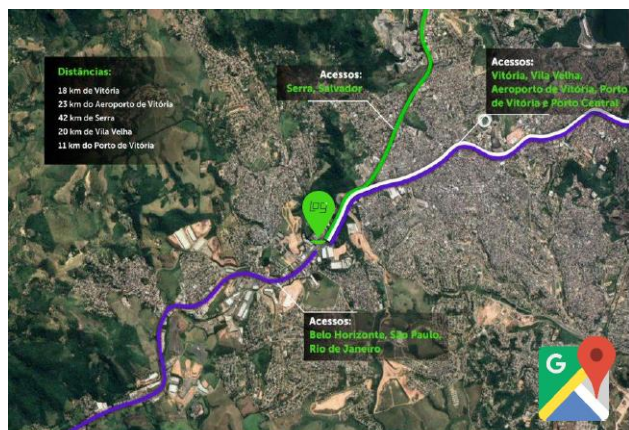 Distâncias:
18 km de Vitória
23 km do Aeroporto de Vitória
42 km de Serra
20 km de Vila Velha
11 km do Porto de Vitória
Acessos:
Serra, Salvador
Acessos:
Vitória, Vila Velha,
Aeroporto de Vitória, Porto
de Vitória e Porto Central
LOG
Acessos:
Belo Horizonte, São Paulo,
Rio de Janeiro
G